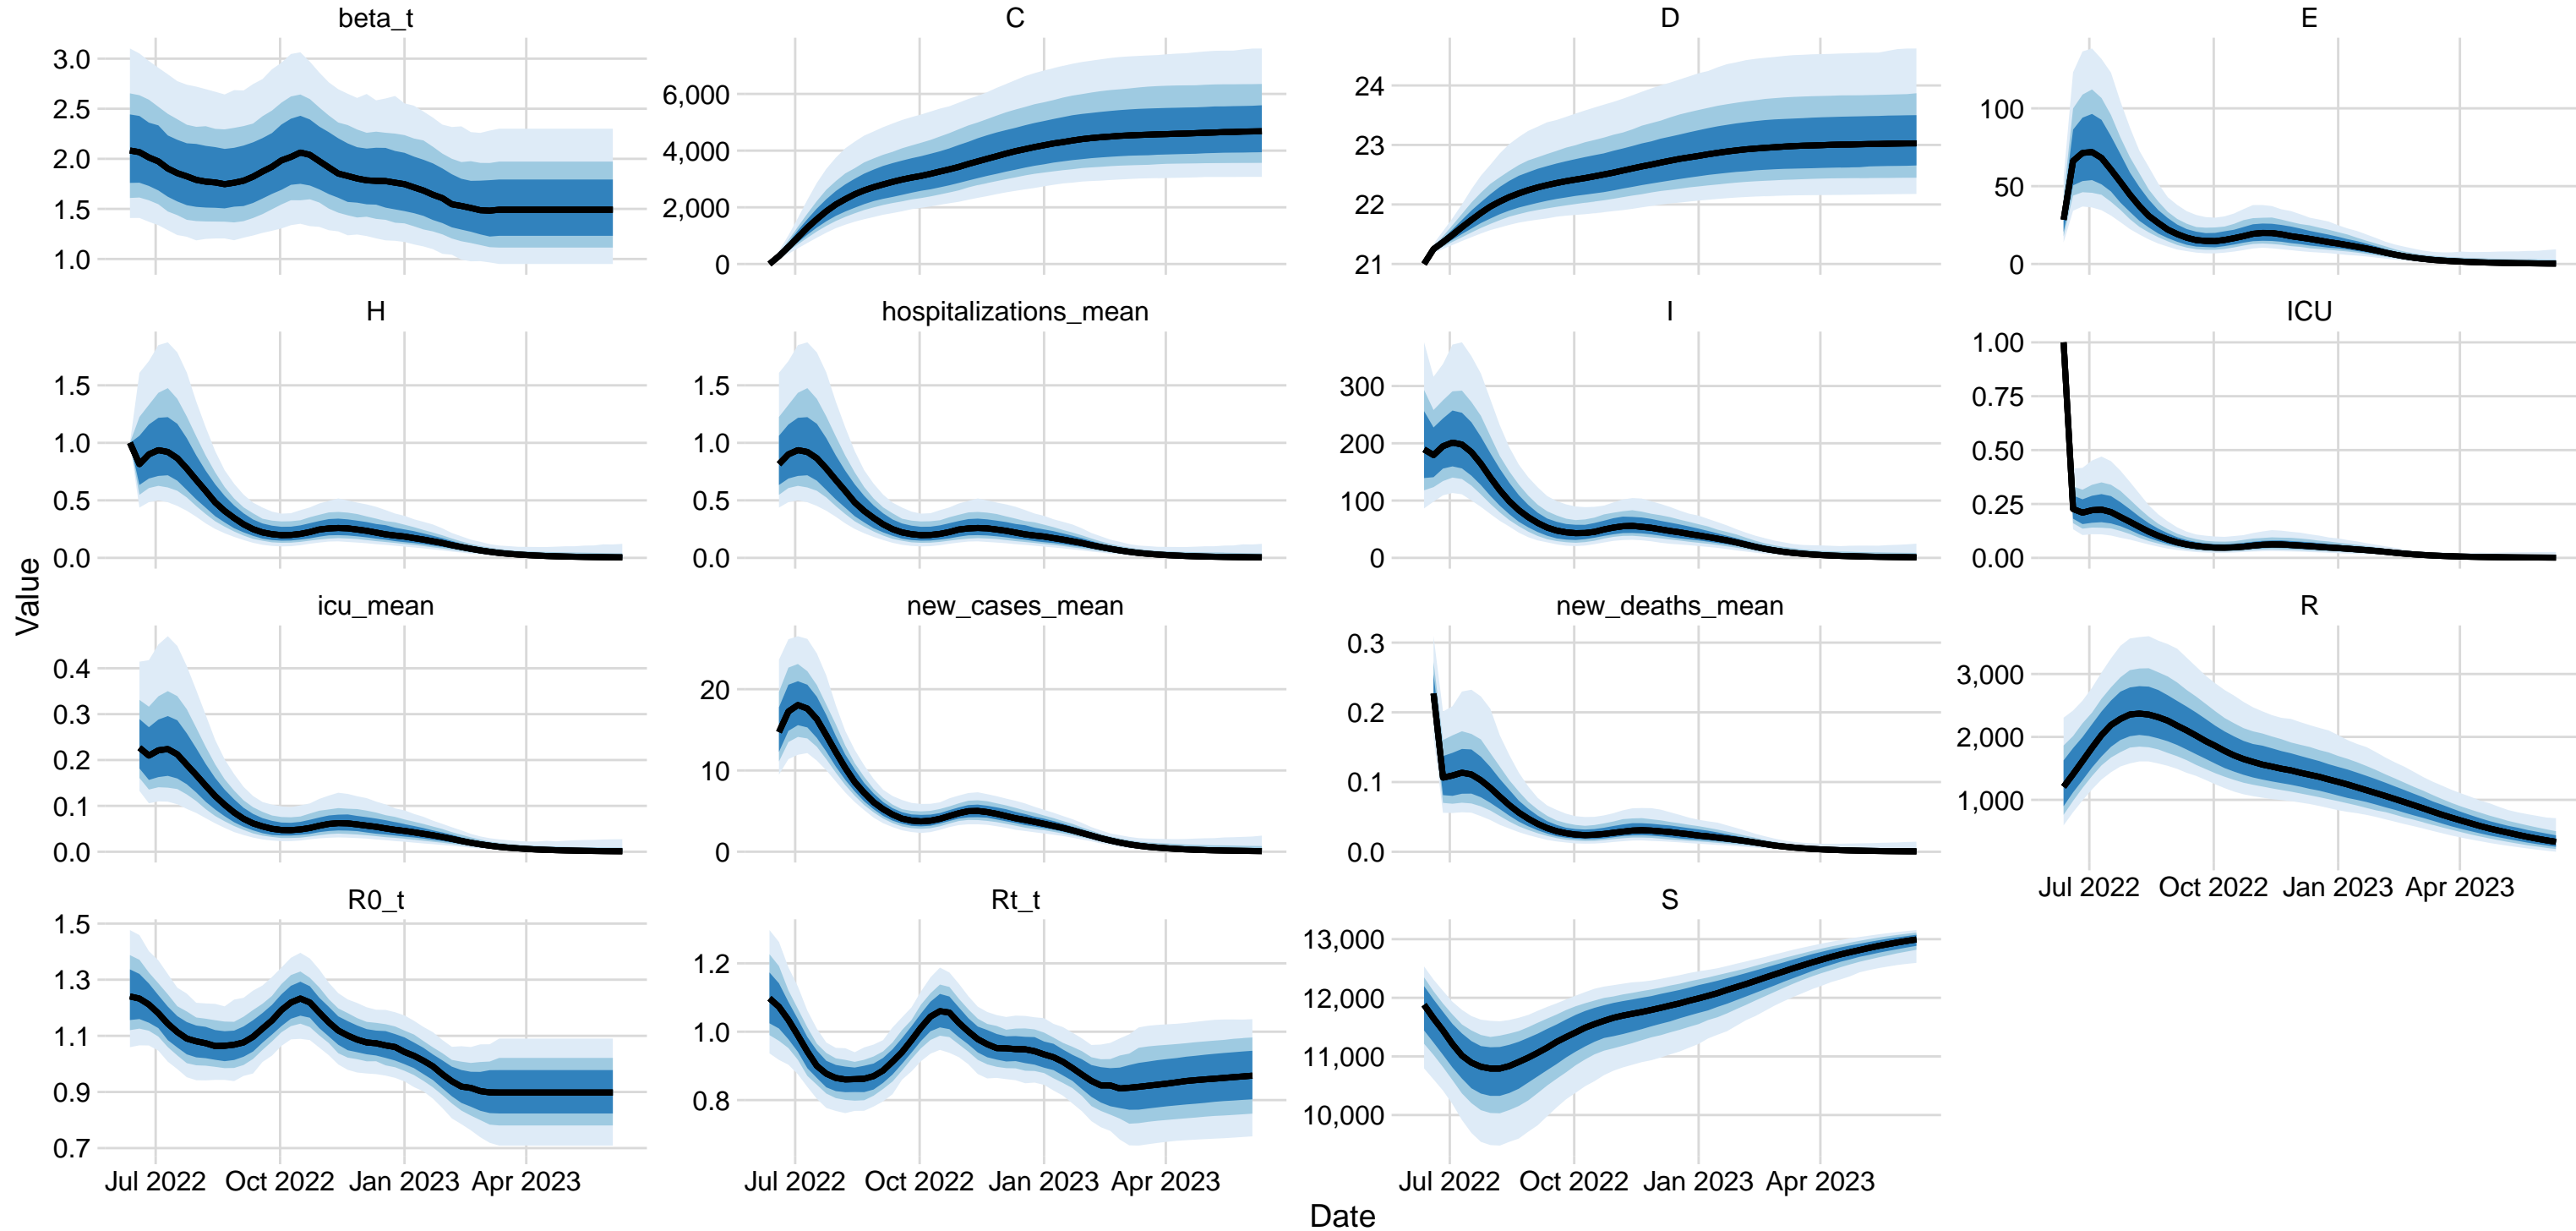 beta_t
C
D
E
3.0
2.5
2.0
1.5
1.0
6,000
4,000
2,000
0
24
23
22
21
100
50
0
H
hospitalizations_mean
I
ICU
1.5
1.0
0.5
0.0
1.5
1.0
0.5
0.0
300
200
100
0
1.00
0.75
0.50
0.25
0.00
Value
icu_mean
new_cases_mean
new_deaths_mean
R
0.4
0.3
0.2
0.1
0.0
20
10
0
0.3
0.2
0.1
0.0
3,000
2,000
1,000
Jul 2022 Oct 2022 Jan 2023 Apr 2023
R0_t
Rt_t
S
1.5
1.3
1.1
0.9
0.7
1.2
1.0
0.8
13,000
12,000
11,000
10,000
Jul 2022 Oct 2022 Jan 2023 Apr 2023
Jul 2022 Oct 2022 Jan 2023 Apr 2023
Jul 2022 Oct 2022 Jan 2023 Apr 2023
Date